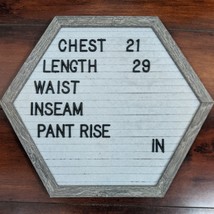 CHEST 21
LENGTH 29
WAIST
INSEAM
PANT RISE
IN